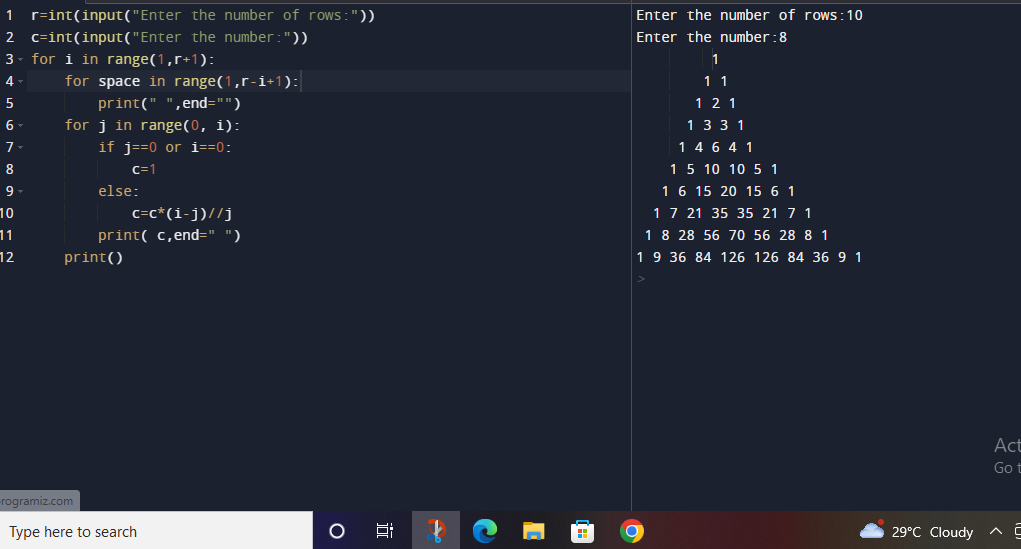 1 r=int(input("Enter the number of rows:"))
2 c=int(input("Enter the number:"))
3 for i in range(1,r+1):
4     for space in range(1,r-i+1):
5         print(" ",end="")
6     for j in range(0, i):
7         if j==0 or i==0:
8             c=1
9         else:
10             c=c*(i-j)//j
11         print( c,end=" ")
12     print()
Enter the number of rows:10
Enter the number:8
1
1 1
1 2 1
1 3 3 1
1 4 6 4 1
1 5 10 10 5 1
1 6 15 20 15 6 1
1 7 21 35 35 21 7 1
1 8 28 56 70 56 28 8 1
1 9 36 84 126 126 84 36 9 1
>
Act
Go t
rogramiz.com
Type here to search
29°C Cloudy